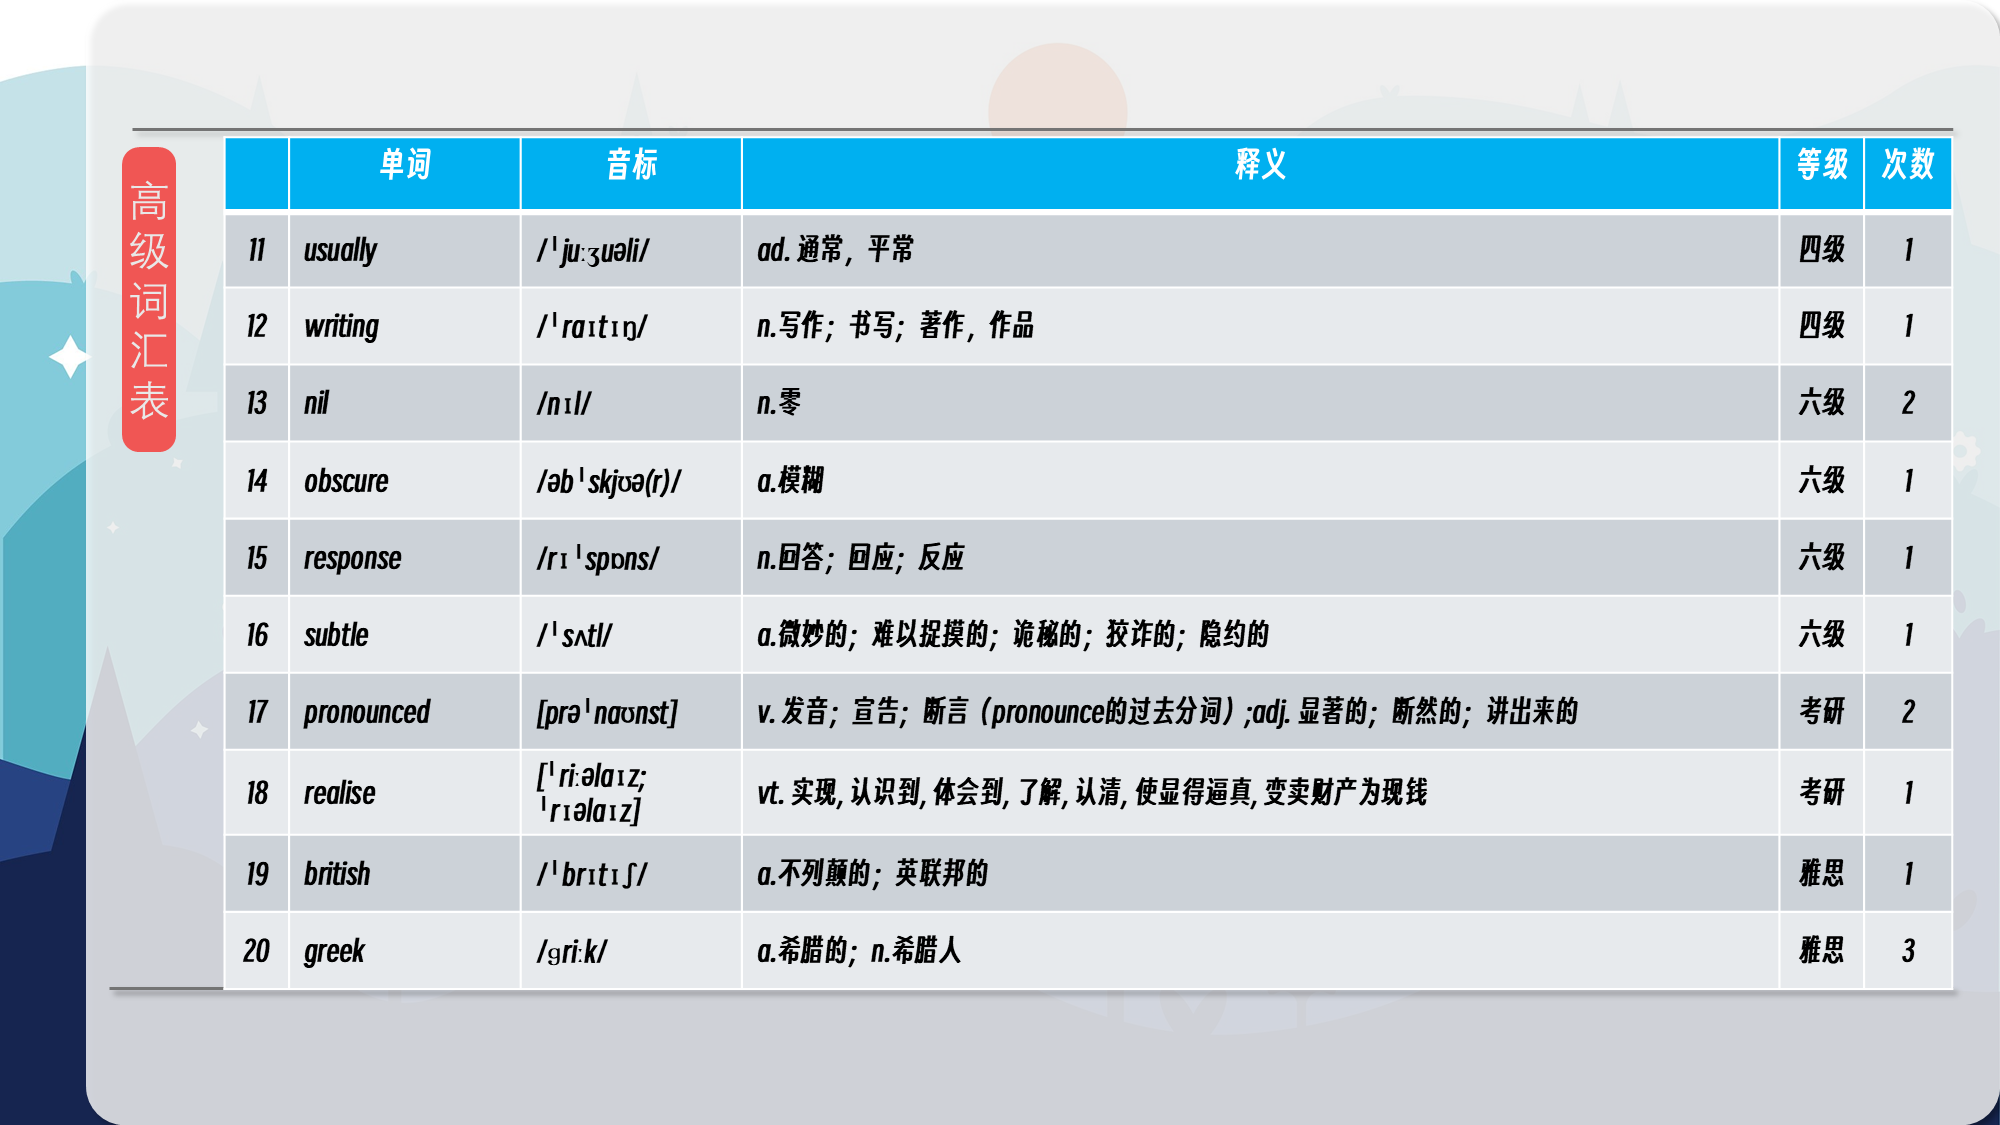 高级词汇表
单词 音标 释义 等级 次数
11 usually /ˈjuːʒuəli/ ad. 通常，平常 四级 1
12 writing /ˈraɪtɪŋ/ n.写作；书写；著作，作品 四级 1
13 nil /nɪl/ n.零 六级 2
14 obscure /əbˈskjʊə(r)/ a.模糊 六级 1
15 response /rɪˈspɒns/ n.回答；回应；反应 六级 1
16 subtle /ˈsʌtl/ a.微妙的；难以捉摸的；诡秘的；狡诈的；隐约的 六级 1
17 pronounced [prəˈnaʊnst] v. 发音；宣告；断言（pronounce的过去分词）;adj. 显著的；断然的；讲出来的 考研 2
18 realise [ˈriːəlaɪz; vt. 实现, 认识到, 体会到, 了解, 认清, 使显得逼真, 变卖财产为现钱 考研 1
ˈrɪəlaɪz]
19 british /ˈbrɪtɪʃ/ a.不列颠的；英联邦的 雅思 1
20 greek /ɡriːk/ a.希腊的；n.希腊人 雅思 3